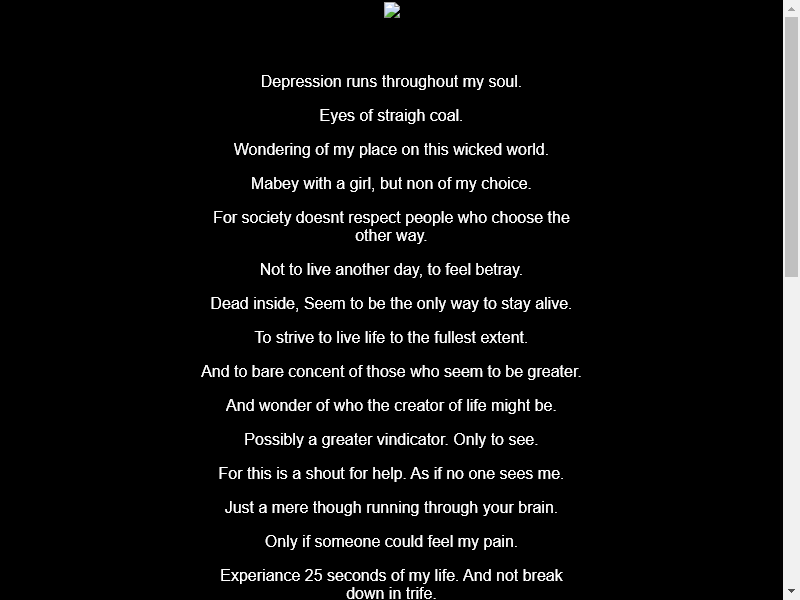 Depression runs throughout my soul.
Eyes of straigh coal.
Wondering of my place on this wicked world.
Mabey with a girl, but non of my choice.
For society doesnt respect people who choose the
other way.
Not to live another day, to feel betray.
Dead inside, Seem to be the only way to stay alive.
To strive to live life to the fullest extent.
And to bare concent of those who seem to be greater.
And wonder of who the creator of life might be.
Possibly a greater vindicator. Only to see.
For this is a shout for help. As if no one sees me.
Just a mere though running through your brain.
Only if someone could feel my pain.
Experiance 25 seconds of my life. And not break
down in trife.